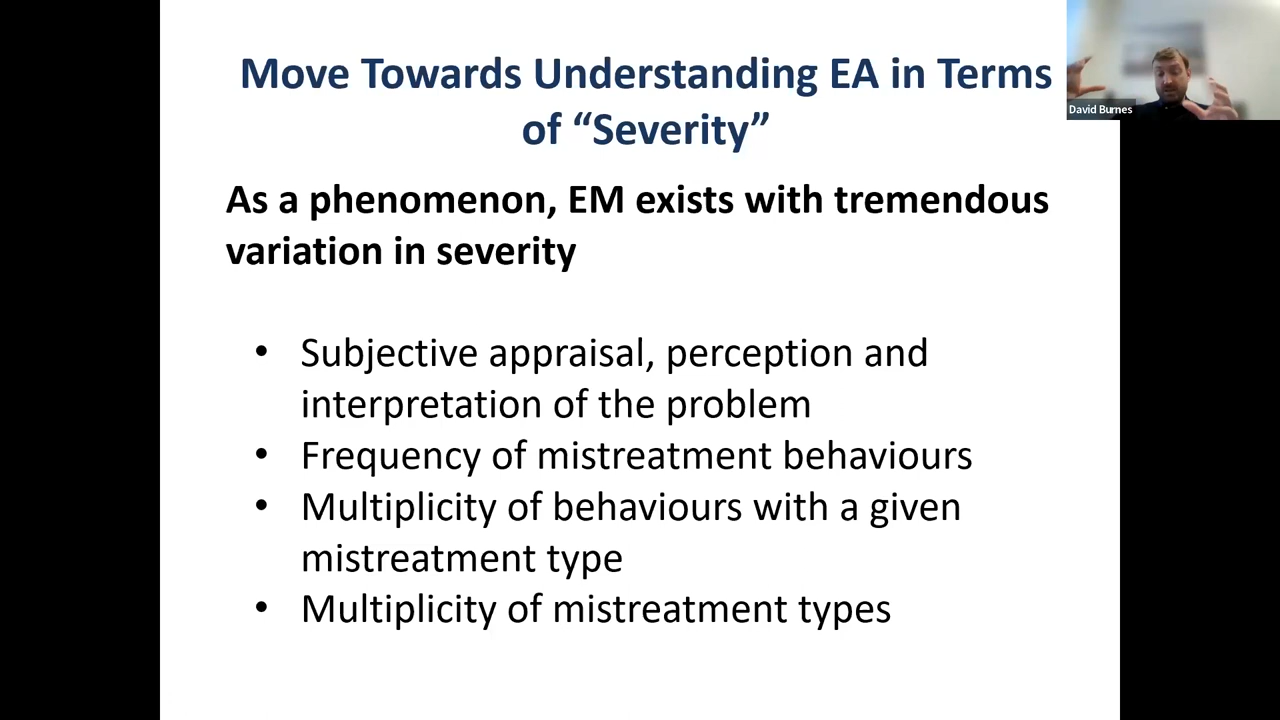 Move Towards Understanding EA in Terms
of “Severity”
David Burnes
As a phenomenon, EM exists with tremendous
variation in severity
• Subjective appraisal, perception and
interpretation of the problem
• Frequency of mistreatment behaviours
• Multiplicity of behaviours with a given
mistreatment type
• Multiplicity of mistreatment types